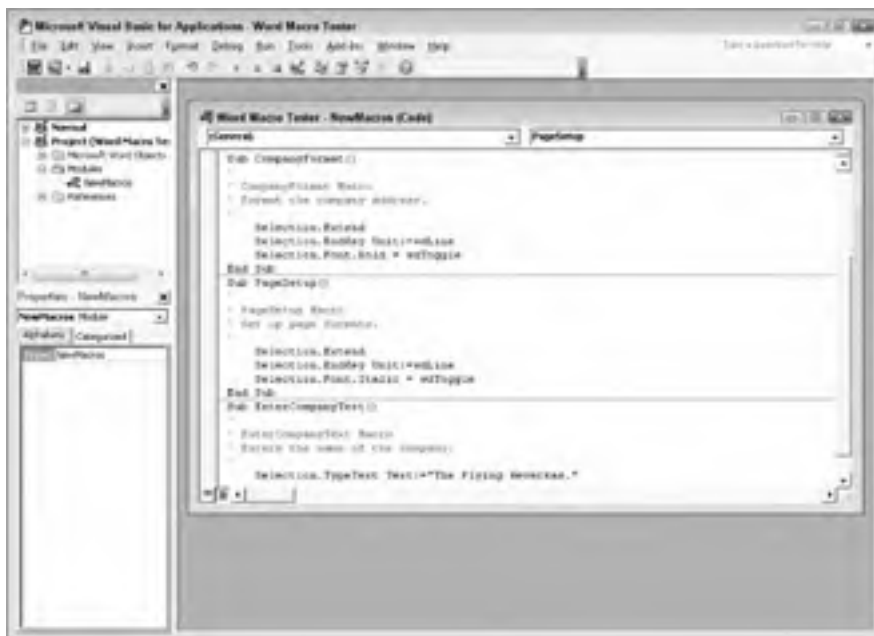 Microsoft Visual Basic for Applications - Word Macro Tester
File Edit View Insert Format Debug Run Tools Add-Ins Window Help
Normal
Project (Word Macro Te
Microsoft Word Objects
Modules
NewMacros
References
Properties - NewMacros
NewMacros Module
Alphabetic Categorized
NewMacros
Word Macro Tester - NewMacros (Code)
(General) PageSetup
Sub CompanyFormat()
'
' CompanyFormat Macro
' Format the company address.
'
Selection.Extend
Selection.EndKey Unit:=wdLine
Selection.Font.Bold = wdToggle
End Sub
Sub PageSetup()
'
' PageSetup Macro
' Set up page formats.
'
Selection.Extend
Selection.EndKey Unit:=wdLine
Selection.Font.Italic = wdToggle
End Sub
Sub EnterCompanyText()
'
' EnterCompanyText Macro
' Enters the name of the company.
'
Selection.TypeText Text:="The Flying